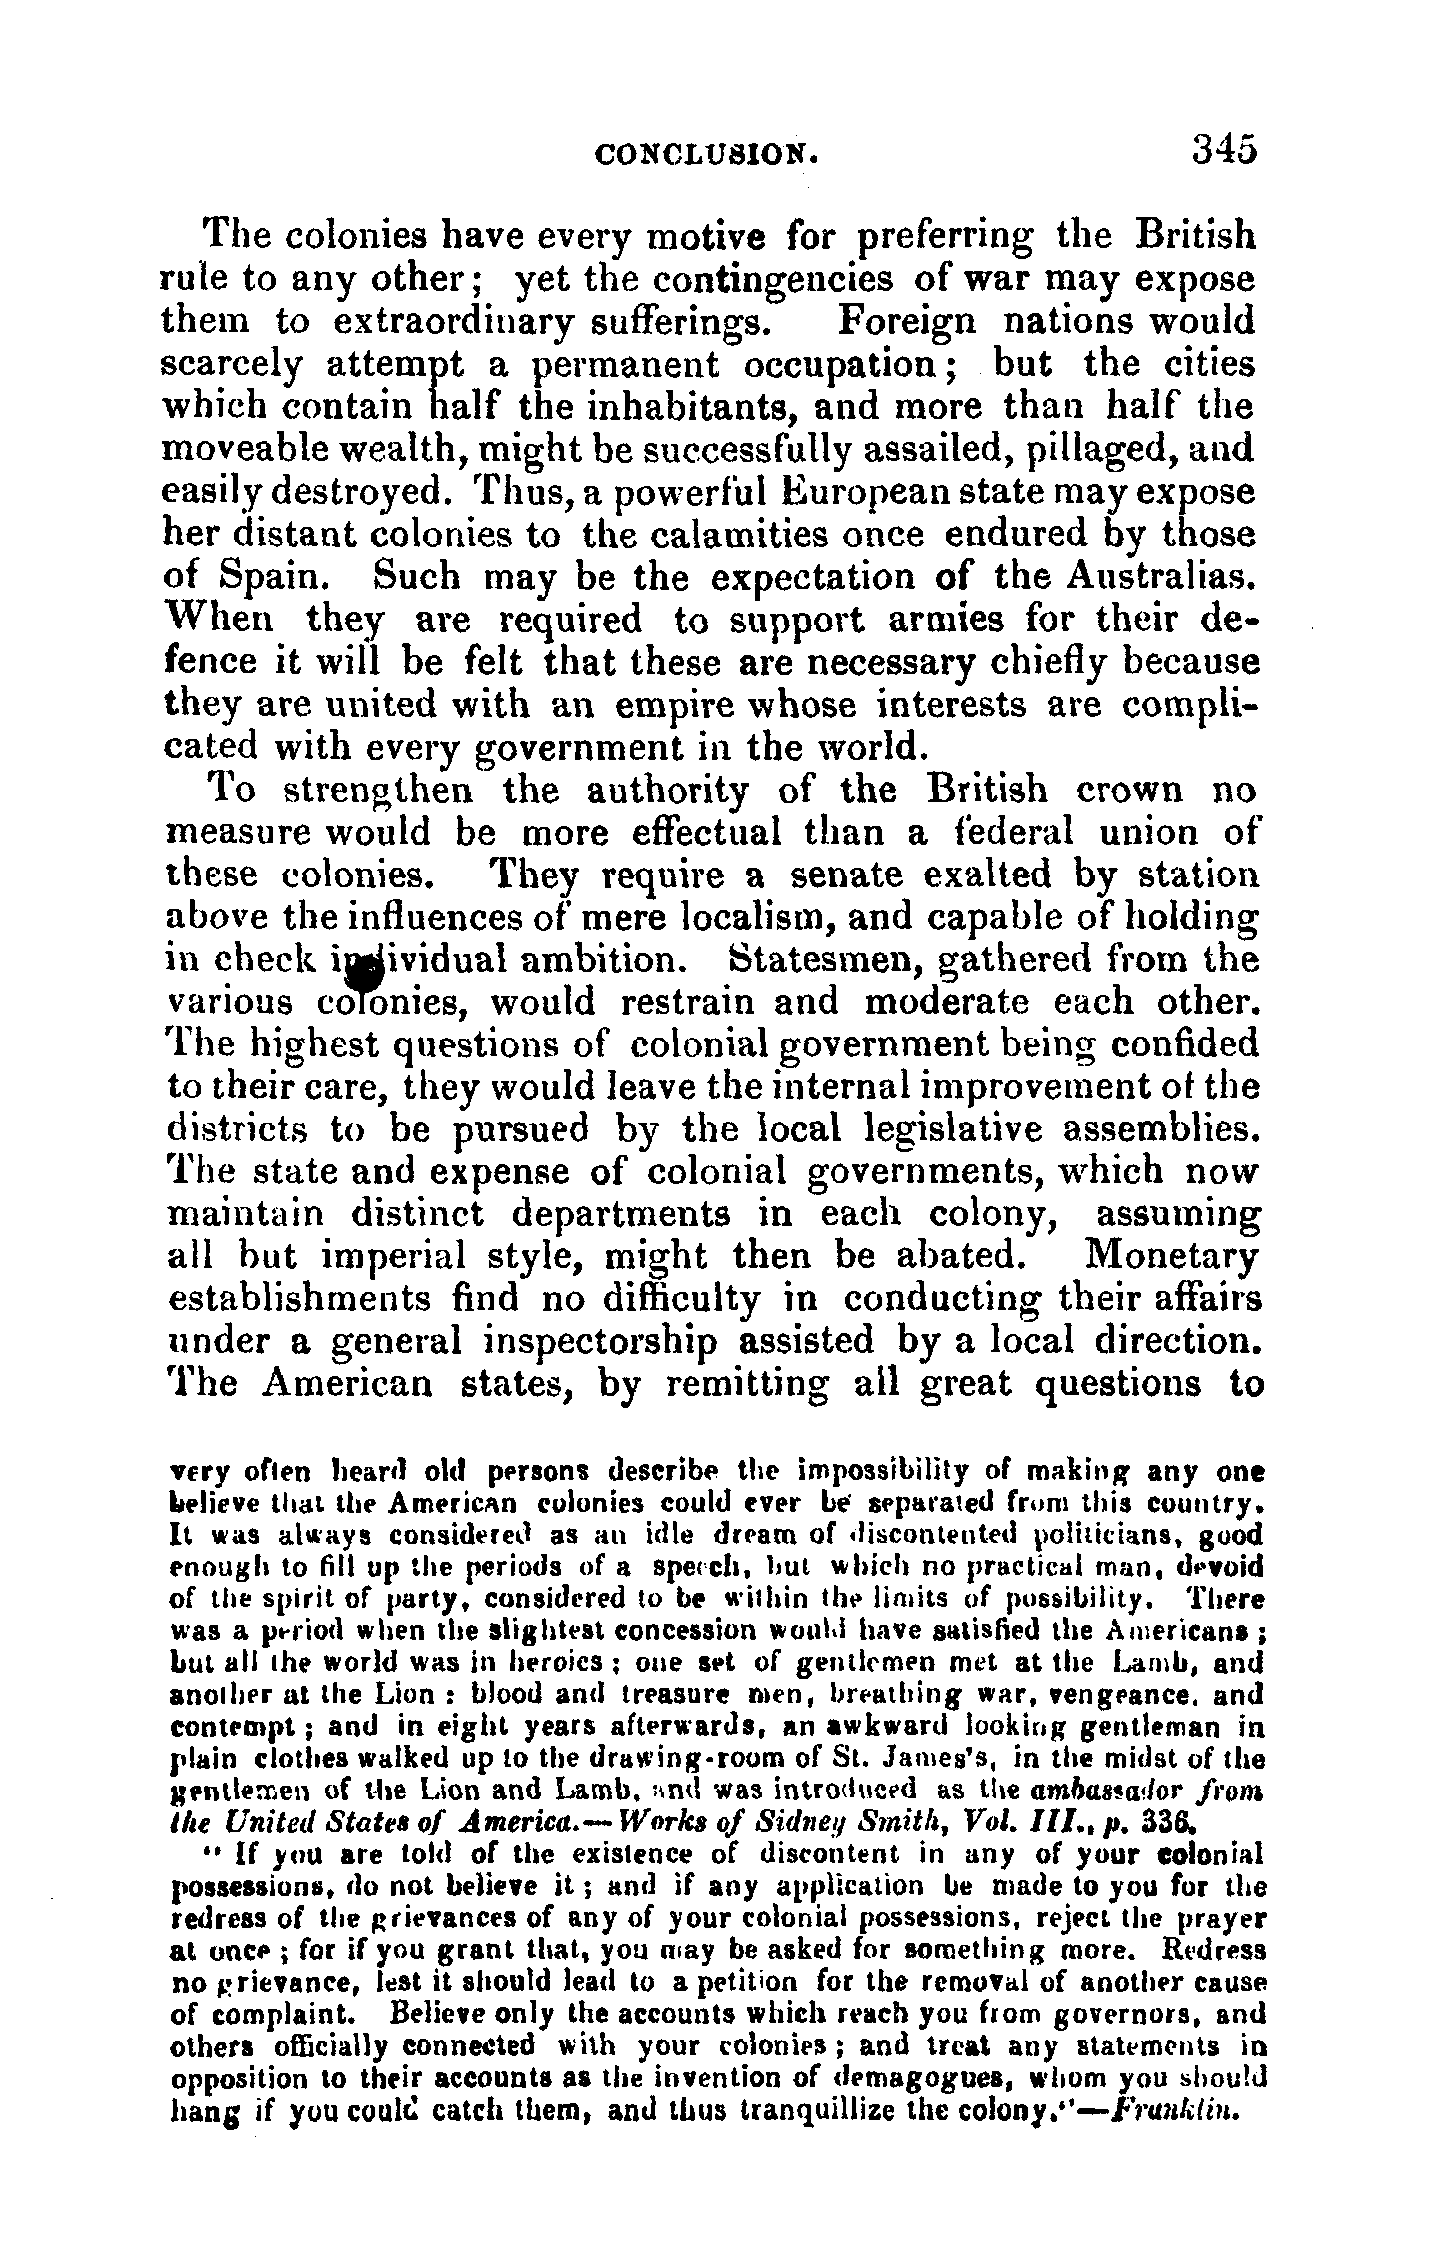 CONCLUSION. 345
The colonies have every motive for preferring the British
rule to any other; yet the contingencies of war may expose
them to extraordinary sufferings. Foreign nations would
scarcely attempt a permanent occupation; but the cities
which contain half the inhabitants, and more than half the
moveable wealth, might be successfully assailed, pillaged, and
easily destroyed. Thus, a powerful European state may expose
her distant colonies to the calamities once endured by those
of Spain. Such may be the expectation of the Australias.
When they are required to support armies for their de-
fence it will be felt that these are necessary chiefly because
they are united with an empire whose interests are compli-
cated with every government in the world.
To strengthen the authority of the British crown no
measure would be more effectual than a federal union of
these colonies. They require a senate exalted by station
above the influences of mere localism, and capable of holding
in check individual ambition. Statesmen, gathered from the
various colonies, would restrain and moderate each other.
The highest questions of colonial government being confided
to their care, they would leave the internal improvement of the
districts to be pursued by the local legislative assemblies.
The state and expense of colonial governments, which now
maintain distinct departments in each colony, assuming
all but imperial style, might then be abated. Monetary
establishments find no difficulty in conducting their affairs
under a general inspectorship assisted by a local direction.
The American states, by remitting all great questions to
very often heard old persons describe the impossibility of making any one
believe that the American colonies could ever be separated from this country.
It was always considered as an idle dream of discontented politicians, good
enough to fill up the periods of a speech, but which no practical man, devoid
of the spirit of party, considered to be within the limits of possibility. There
was a period when the slightest concession would have satisfied the Americans;
but all the world was in heroics; one set of gentlemen met at the Lamb, and
another at the Lion: blood and treasure men, breathing war, vengeance, and
contempt; and in eight years afterwards, an awkward looking gentleman in
plain clothes walked up to the drawing-room of St. James's, in the midst of the
gentlemen of the Lion and Lamb, and was introduced as the ambassador from
the United States of America.—Works of Sidney Smith, Vol. III., p. 336.
"If you are told of the existence of discontent in any of your colonial
possessions, do not believe it; and if any application be made to you for the
redress of the grievances of any of your colonial possessions, reject the prayer
at once; for if you grant that, you may be asked for something more. Redress
no grievance, lest it should lead to a petition for the removal of another cause
of complaint. Believe only the accounts which reach you from governors, and
others officially connected with your colonies; and treat any statements in
opposition to their accounts as the invention of demagogues, whom you should
hang if you could catch them, and thus tranquillize the colony."—Franklin.